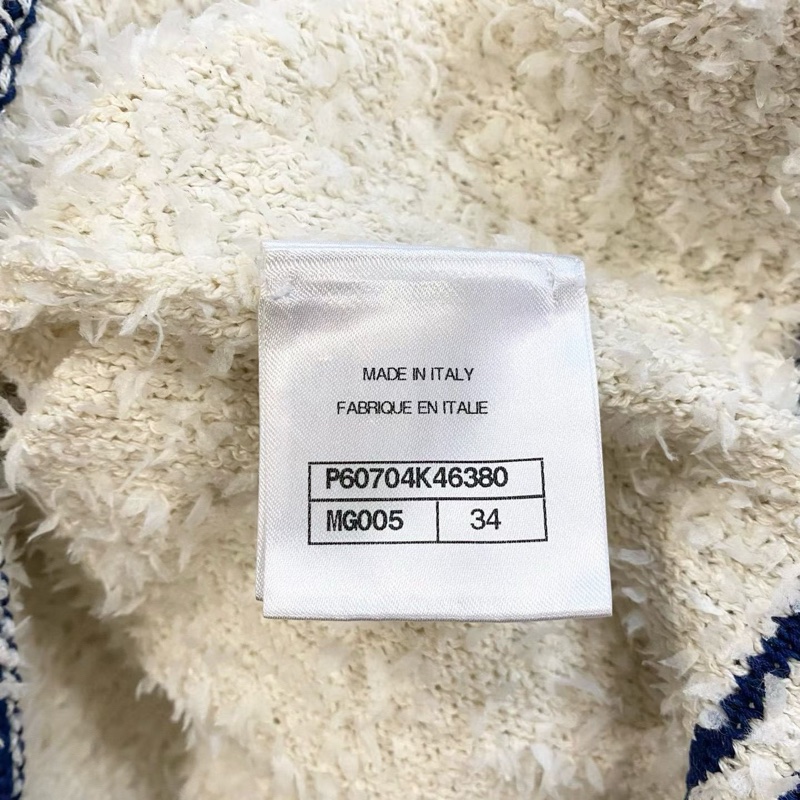 MADE IN ITALY
FABRIQUE EN ITALIE
P60704K46380
MG005 34